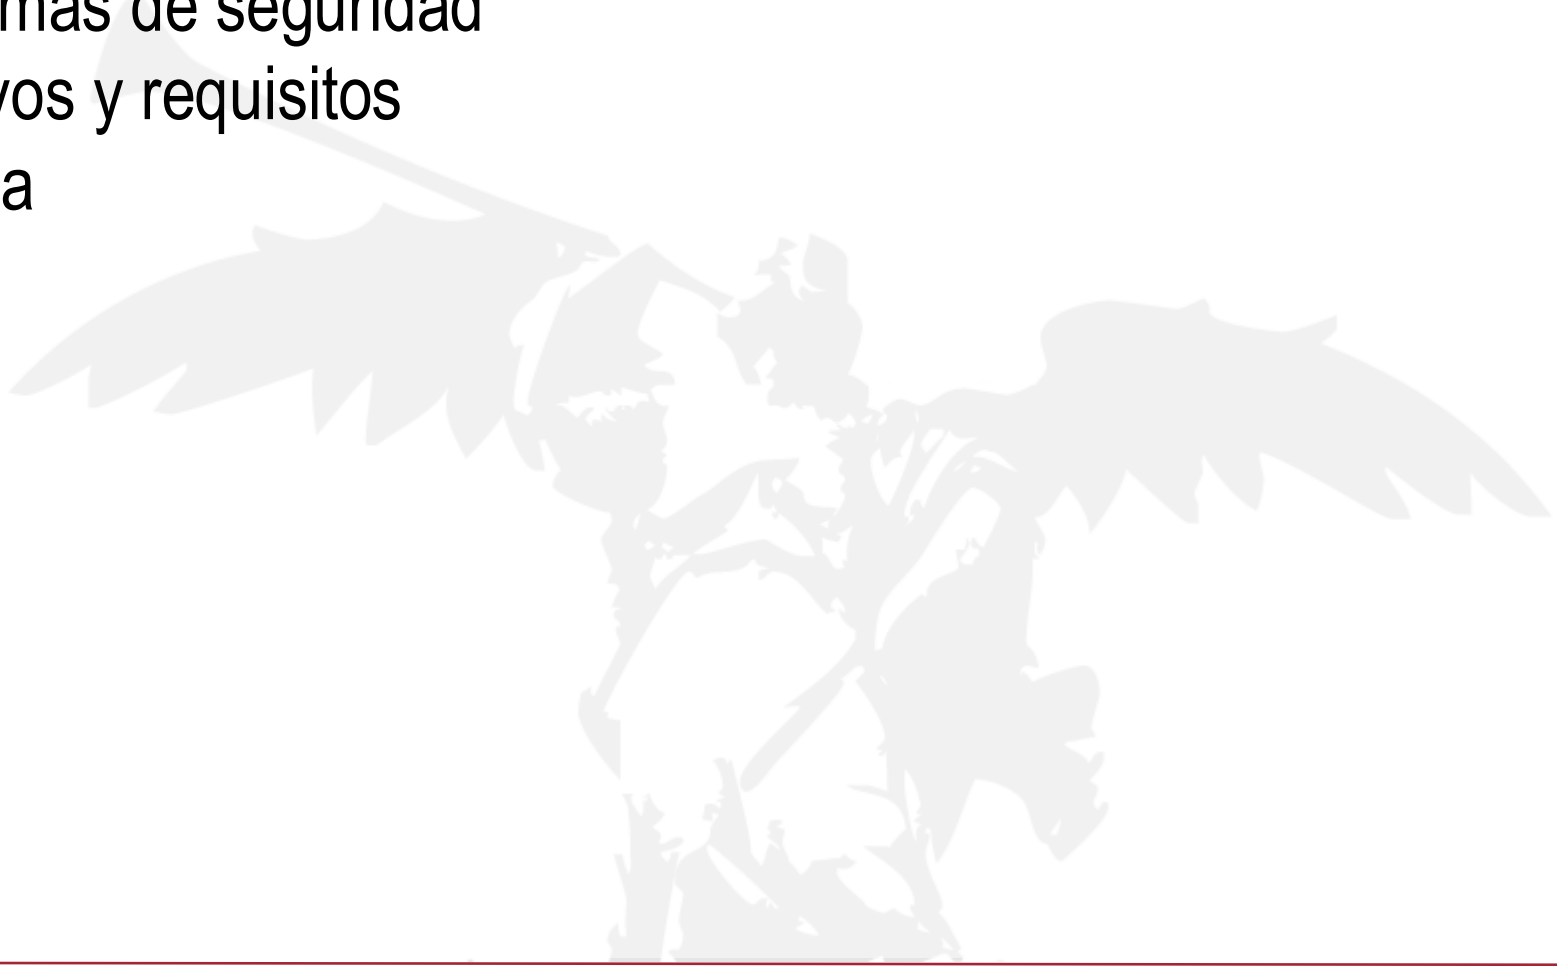 mas de seguridad
vos y requisitos
a